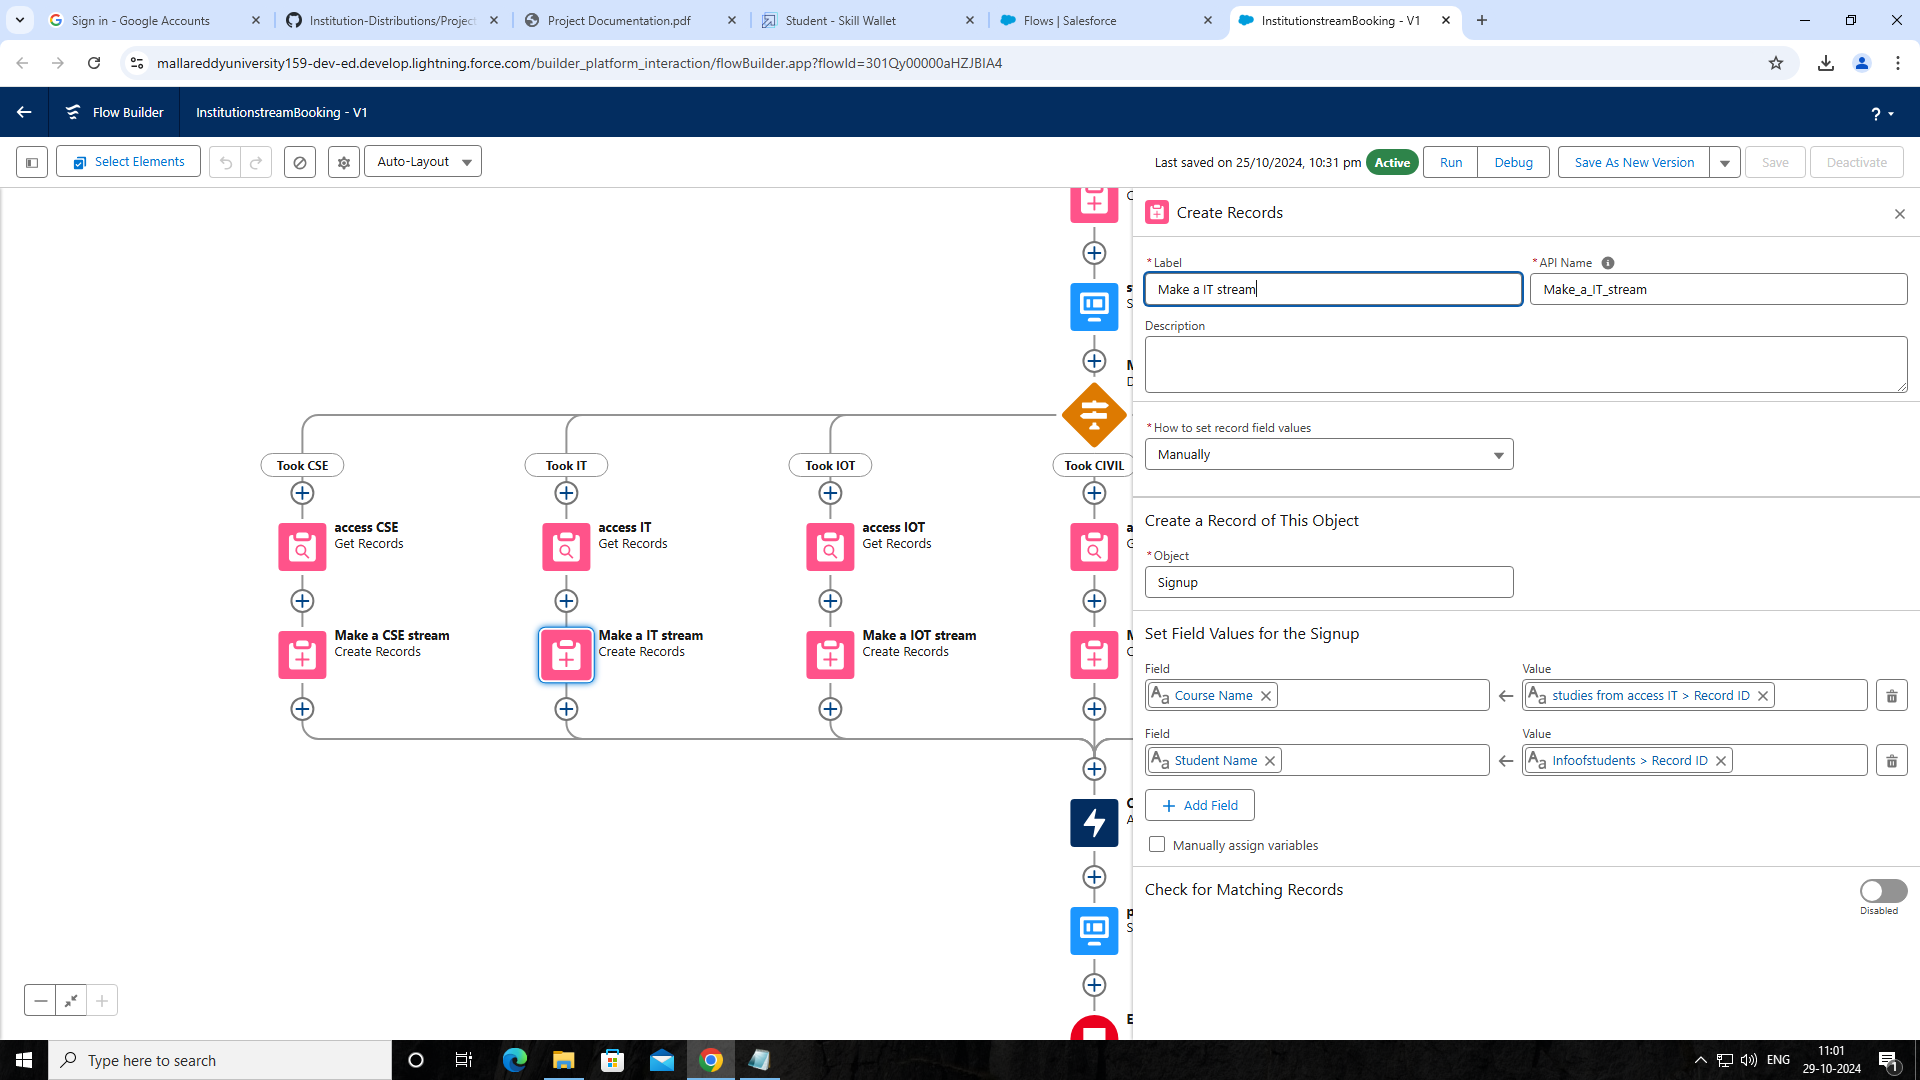 Sign in - Google Accounts
Institution-Distributions/Project
Project Documentation.pdf
Student - Skill Wallet
Flows | Salesforce
InstitutionstreamBooking - V1
mallareddyuniversity159-dev-ed.develop.lightning.force.com/builder_platform_interaction/flowBuilder.app?flowId=301Qy00000aHZJBIA4
Flow Builder
InstitutionstreamBooking - V1
?
Select Elements
Auto-Layout
Last saved on 25/10/2024, 10:31 pm
Active
Run
Debug
Save As New Version
Save
Deactivate
Create Records
*Label
*API Name
Make a IT stream
Make_a_IT_stream
Description
*How to set record field values
Manually
Took CSE
Took IT
Took IOT
Took CIVIL
access CSE
Get Records
access IT
Get Records
access IOT
Get Records
Create a Record of This Object
*Object
Signup
Make a CSE stream
Create Records
Make a IT stream
Create Records
Make a IOT stream
Create Records
Set Field Values for the Signup
Field
Value
Aa Course Name
Aa studies from access IT > Record ID
Field
Value
Aa Student Name
Aa Infoofstudents > Record ID
Add Field
Manually assign variables
Check for Matching Records
Disabled
Type here to search
ENG
11:01
29-10-2024
1